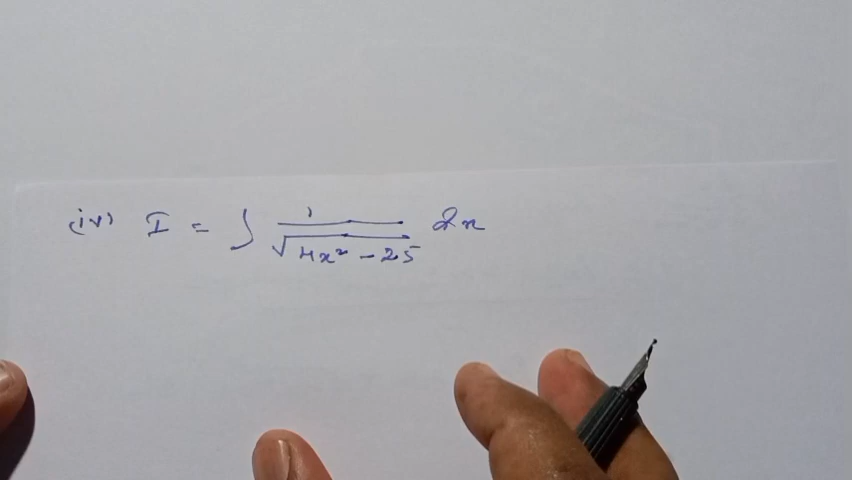 (iv) I = ∫ 1/√(4x² - 25) dx